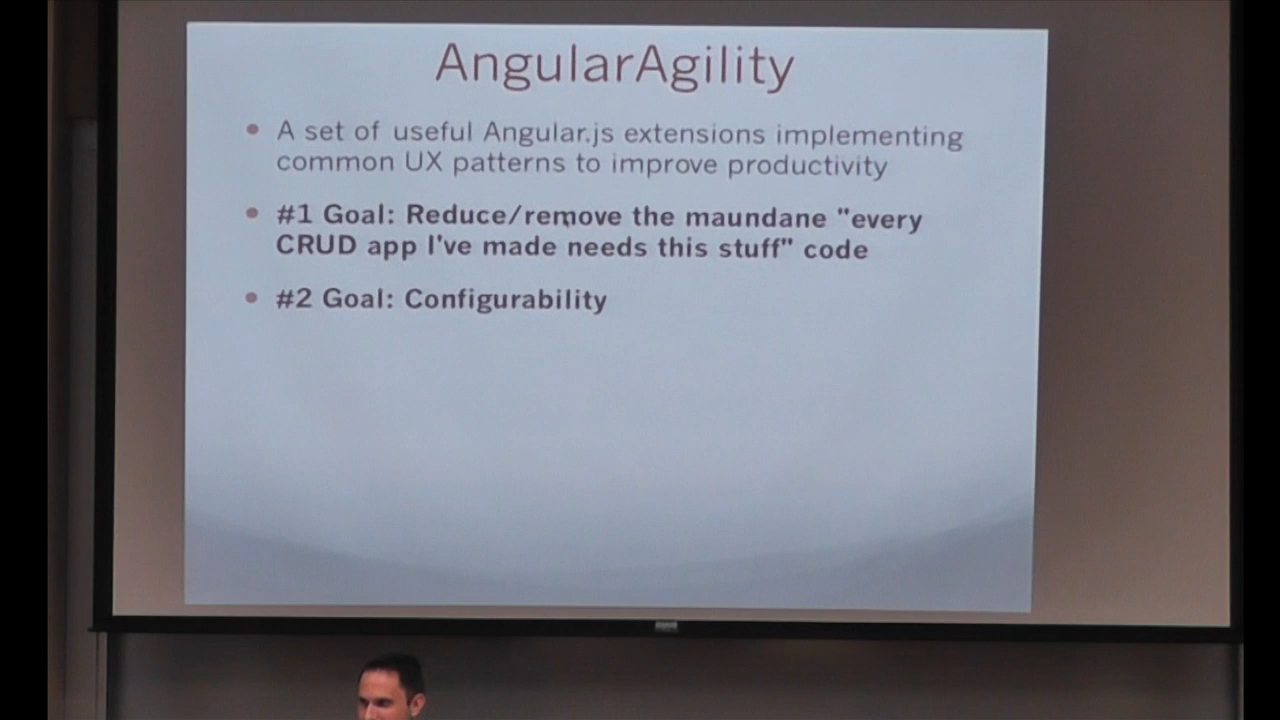 AngularAgility
• A set of useful Angular.js extensions implementing
common UX patterns to improve productivity
• #1 Goal: Reduce/remove the maundane "every
CRUD app I've made needs this stuff" code
• #2 Goal: Configurability